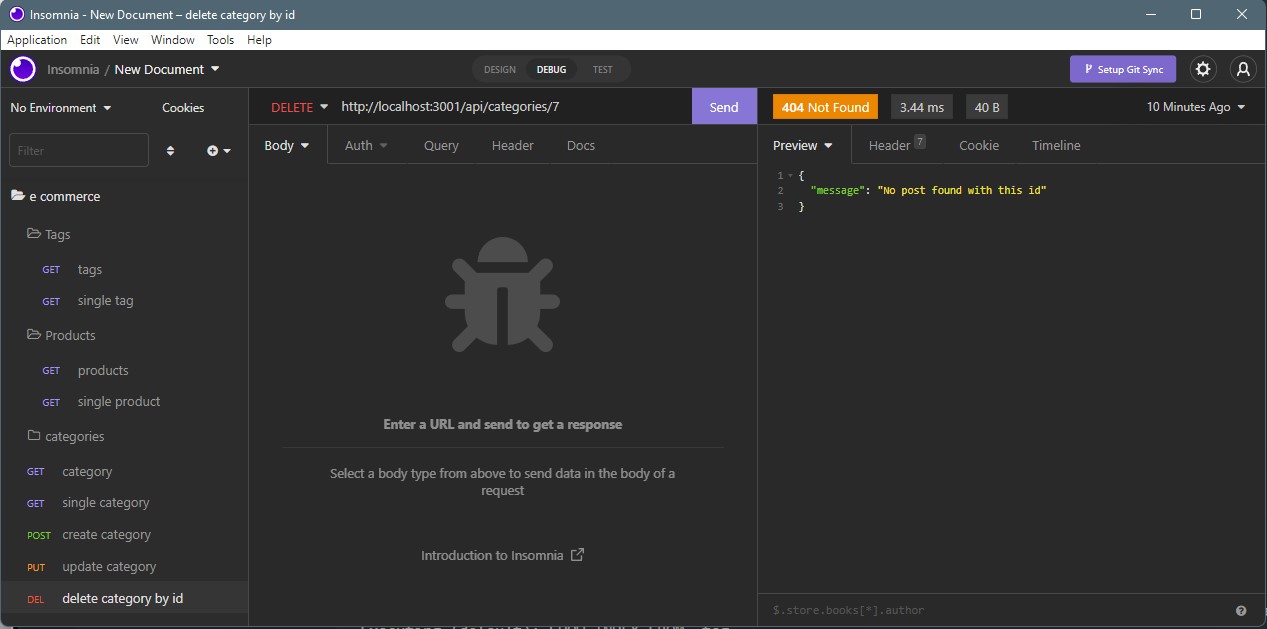 Insomnia - New Document – delete category by id
Application Edit View Window Tools Help
Insomnia / New Document
DESIGN DEBUG TEST
Setup Git Sync
No Environment Cookies
DELETE http://localhost:3001/api/categories/7 Send
404 Not Found 3.44 ms 40 B 10 Minutes Ago
Filter
Body Auth Query Header Docs
Preview Header 7 Cookie Timeline
1 {
2 "message": "No post found with this id"
3 }
e commerce
Tags
GET tags
GET single tag
Products
GET products
GET single product
categories
GET category
GET single category
POST create category
PUT update category
DEL delete category by id
Enter a URL and send to get a response
Select a body type from above to send data in the body of a
request
Introduction to Insomnia
$.store.books[*].author